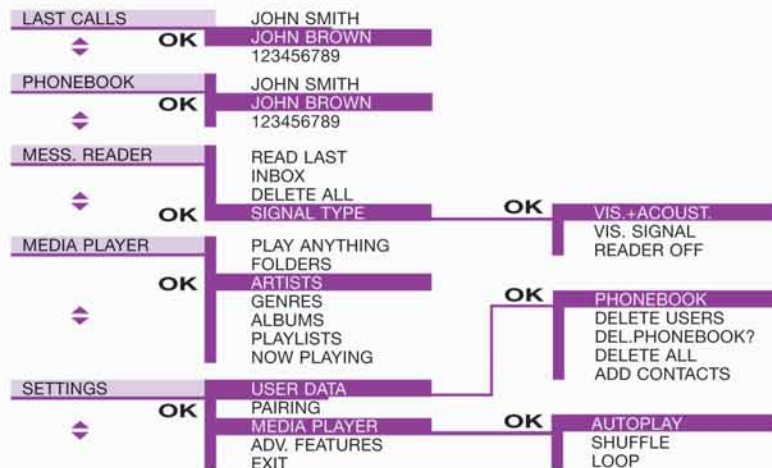 LAST CALLS
OK
JOHN SMITH
JOHN BROWN
123456789
PHONEBOOK
OK
JOHN SMITH
JOHN BROWN
123456789
MESS. READER
OK
READ LAST
INBOX
DELETE ALL
SIGNAL TYPE
OK
VIS.+ACOUST.
VIS. SIGNAL
READER OFF
MEDIA PLAYER
OK
PLAY ANYTHING
FOLDERS
ARTISTS
GENRES
ALBUMS
PLAYLISTS
NOW PLAYING
SETTINGS
OK
USER DATA
PAIRING
MEDIA PLAYER
ADV. FEATURES
EXIT
OK
PHONEBOOK
DELETE USERS
DEL.PHONEBOOK?
DELETE ALL
ADD CONTACTS
OK
AUTOPLAY
SHUFFLE
LOOP